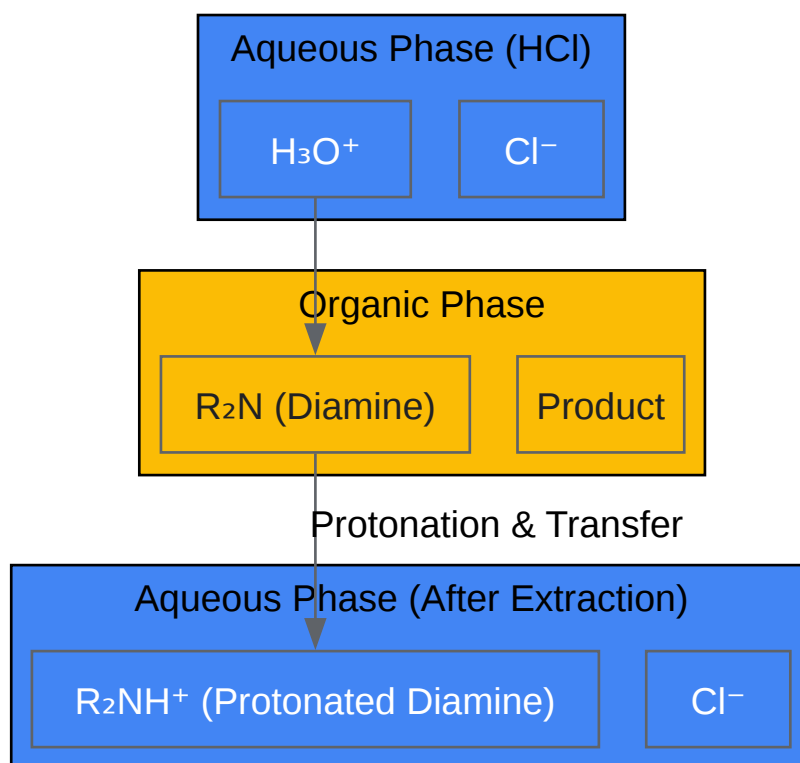 Aqueous Phase (HCl)
H₃O⁺
Cl⁻
Organic Phase
R₂N (Diamine)
Product
Protonation & Transfer
Aqueous Phase (After Extraction)
R₂NH⁺ (Protonated Diamine)
Cl⁻